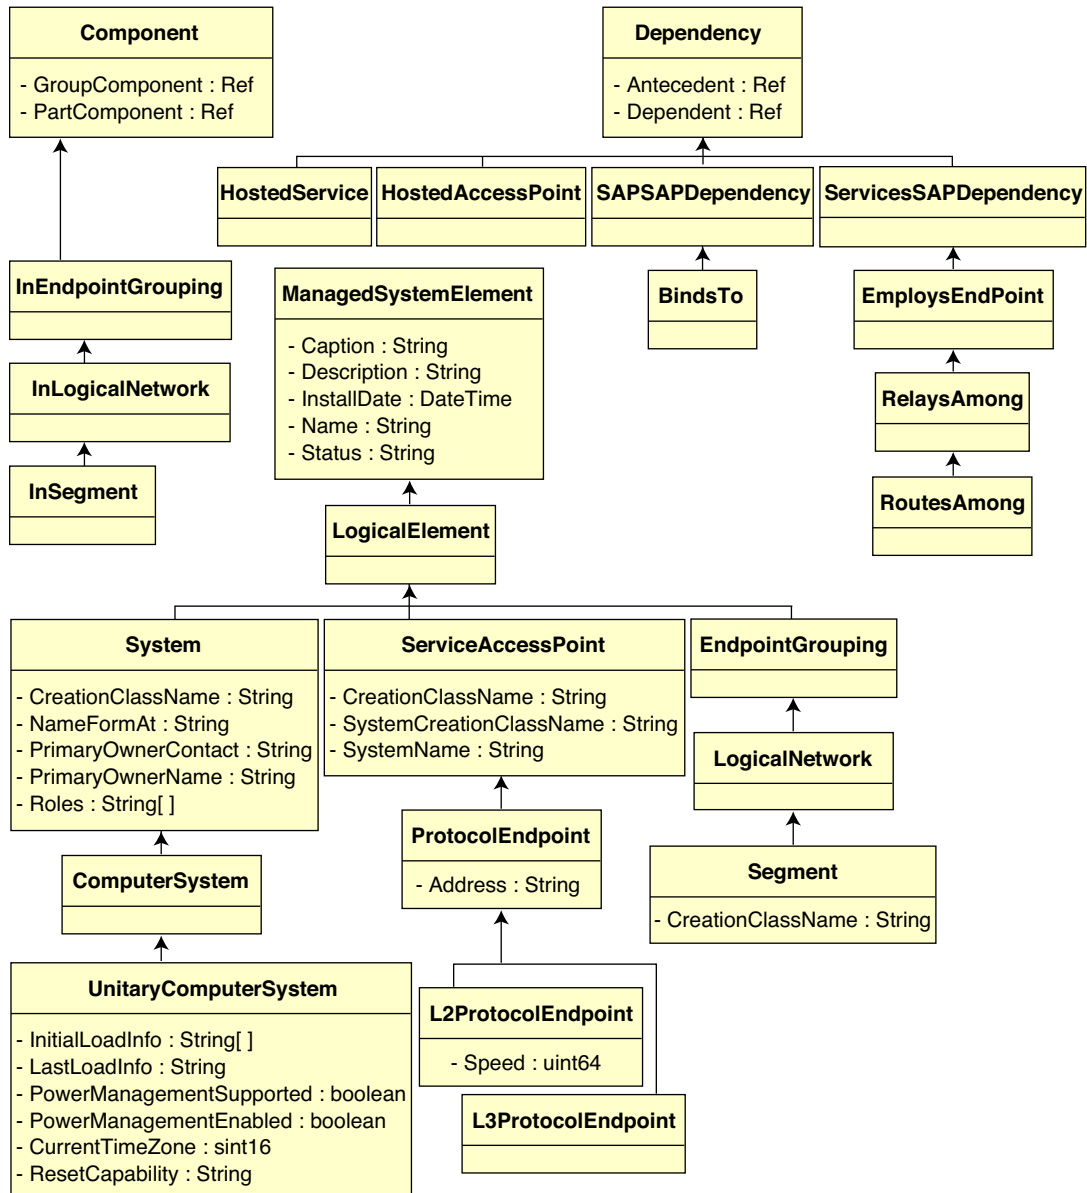 Component
- GroupComponent : Ref
- PartComponent : Ref
Dependency
- Antecedent : Ref
- Dependent : Ref
HostedService
HostedAccessPoint
SAPSAPDependency
ServicesSAPDependency
InEndpointGrouping
InLogicalNetwork
InSegment
ManagedSystemElement
- Caption : String
- Description : String
- InstallDate : DateTime
- Name : String
- Status : String
BindsTo
EmploysEndPoint
RelaysAmong
RoutesAmong
LogicalElement
System
- CreationClassName : String
- NameFormAt : String
- PrimaryOwnerContact : String
- PrimaryOwnerName : String
- Roles : String[ ]
ServiceAccessPoint
- CreationClassName : String
- SystemCreationClassName : String
- SystemName : String
EndpointGrouping
LogicalNetwork
Segment
- CreationClassName : String
ComputerSystem
ProtocolEndpoint
- Address : String
UnitaryComputerSystem
- InitialLoadInfo : String[ ]
- LastLoadInfo : String
- PowerManagementSupported : boolean
- PowerManagementEnabled : boolean
- CurrentTimeZone : sint16
- ResetCapability : String
L2ProtocolEndpoint
- Speed : uint64
L3ProtocolEndpoint